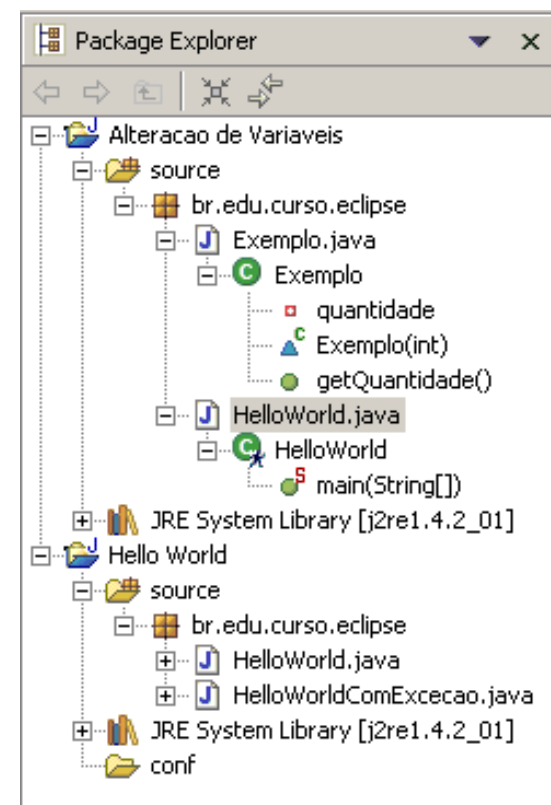 Package Explorer
Alteracao de Variaveis
source
br.edu.curso.eclipse
Exemplo.java
Exemplo
quantidade
Exemplo(int)
getQuantidade()
HelloWorld.java
HelloWorld
main(String[])
JRE System Library [j2re1.4.2_01]
Hello World
source
br.edu.curso.eclipse
HelloWorld.java
HelloWorldComExcecao.java
JRE System Library [j2re1.4.2_01]
conf